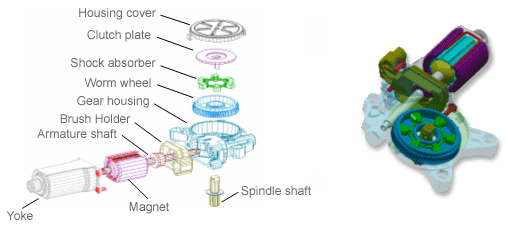 Housing cover
Clutch plate
Shock absorber
Worm wheel
Gear housing
Brush Holder
Armature shaft
Spindle shaft
Magnet
Yoke